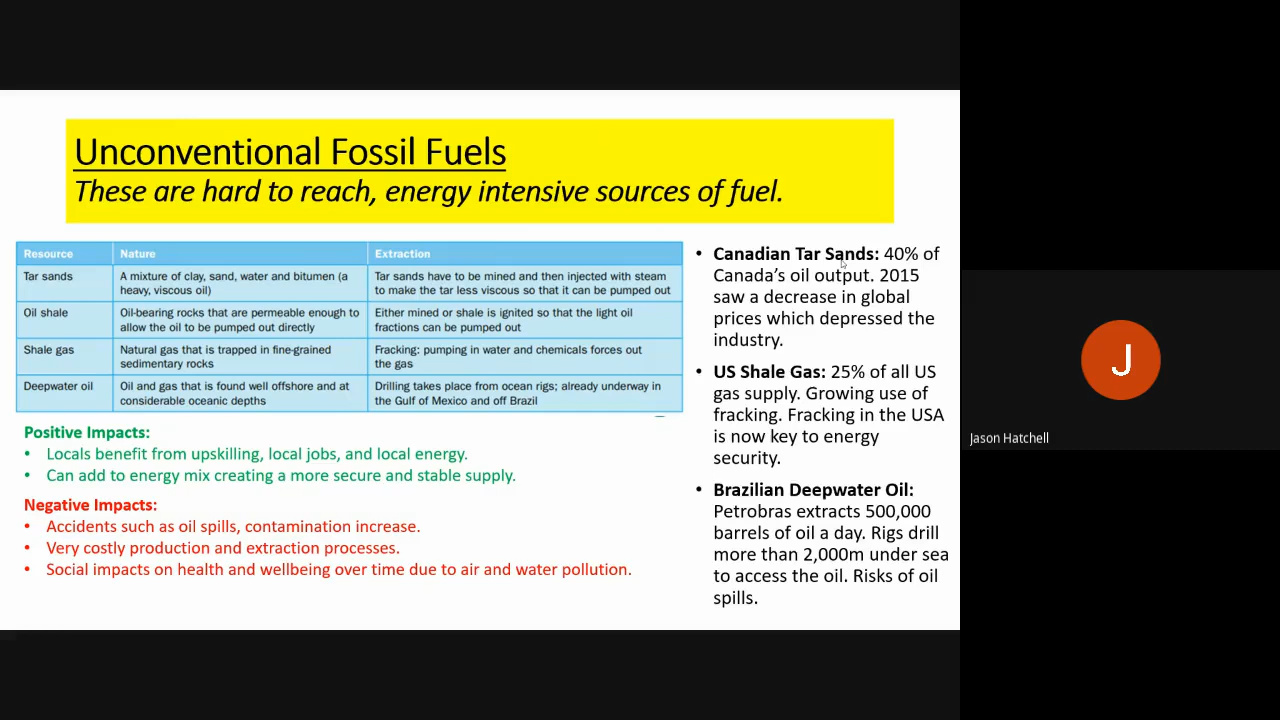 Unconventional Fossil Fuels
These are hard to reach, energy intensive sources of fuel.
Resource Nature Extraction
Tar sands A mixture of clay, sand, water and bitumen (a heavy, viscous oil) Tar sands have to be mined and then injected with steam to make the tar less viscous so that it can be pumped out
Oil shale Oil-bearing rocks that are permeable enough to allow the oil to be pumped out directly Either mined or shale is ignited so that the light oil fractions can be pumped out
Shale gas Natural gas that is trapped in fine-grained sedimentary rocks Fracking: pumping in water and chemicals forces out the gas
Deepwater oil Oil and gas that is found well offshore and at considerable oceanic depths Drilling takes place from ocean rigs; already underway in the Gulf of Mexico and off Brazil
Positive Impacts:
• Locals benefit from upskilling, local jobs, and local energy.
• Can add to energy mix creating a more secure and stable supply.
Negative Impacts:
• Accidents such as oil spills, contamination increase.
• Very costly production and extraction processes.
• Social impacts on health and wellbeing over time due to air and water pollution.
• Canadian Tar Sands: 40% of
Canada's oil output. 2015
saw a decrease in global
prices which depressed the
industry.
• US Shale Gas: 25% of all US
gas supply. Growing use of
fracking. Fracking in the USA
is now key to energy
security.
• Brazilian Deepwater Oil:
Petrobras extracts 500,000
barrels of oil a day. Rigs drill
more than 2,000m under sea
to access the oil. Risks of oil
spills.
J
Jason Hatchell